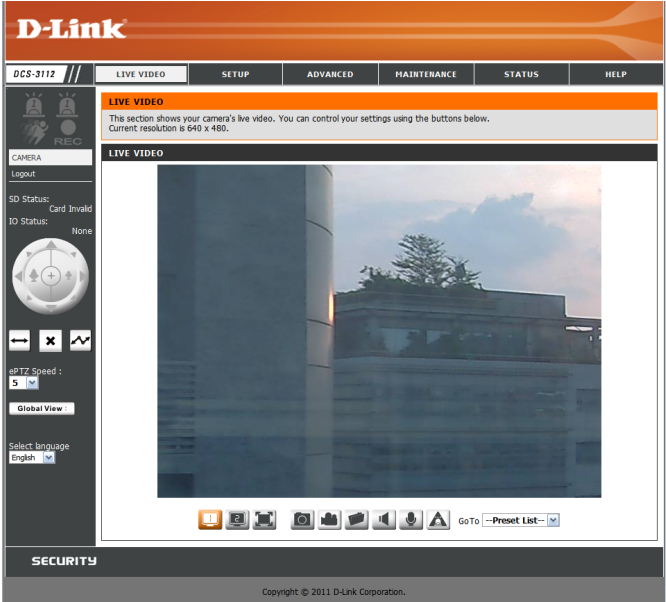 D-Link®
DCS-3112 // LIVE VIDEO SETUP ADVANCED MAINTENANCE STATUS HELP
REC
CAMERA
Logout
SD Status:
Card Invalid
IO Status:
None
ePTZ Speed :
5
Global View :
Select language
English
LIVE VIDEO
This section shows your camera's live video. You can control your settings using the buttons below.
Current resolution is 640 x 480.
LIVE VIDEO
1 2 GoTo --Preset List--
SECURITY
Copyright © 2011 D-Link Corporation.